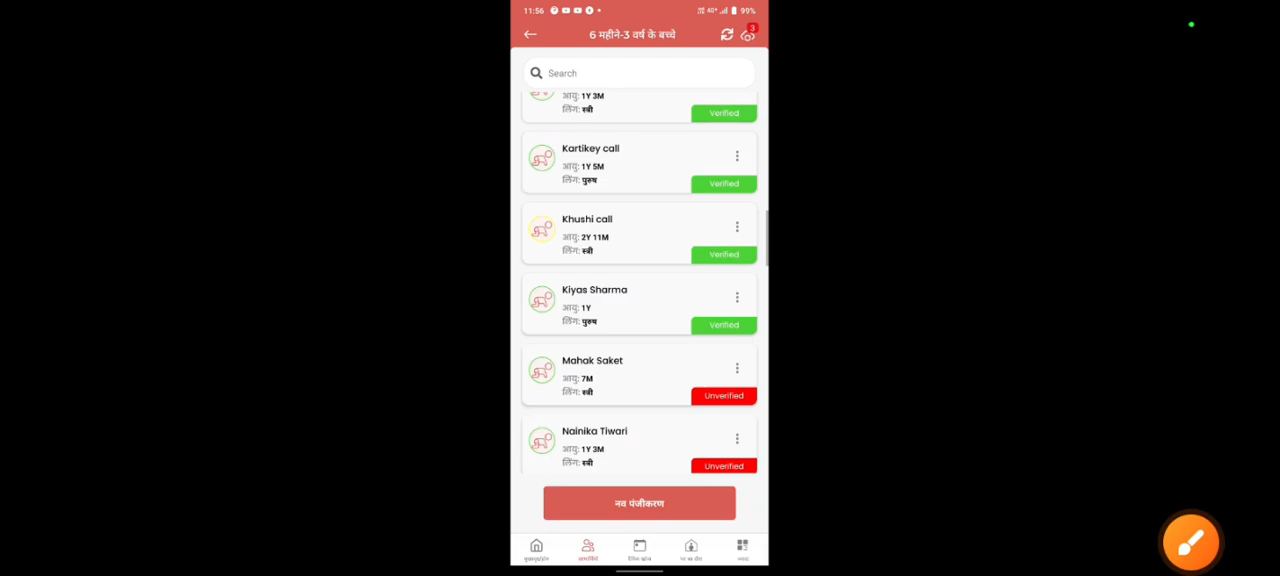 11:56 4G+ 99%
6 महीने-3 वर्ष के बच्चे 3
Search
आयु: 1Y 3M
लिंग: स्त्री
Verified
Kartikey call
आयु: 1Y 5M
लिंग: पुरुष
Verified
Khushi call
आयु: 2Y 11M
लिंग: स्त्री
Verified
Kiyas Sharma
आयु: 1Y
लिंग: पुरुष
Verified
Mahak Saket
आयु: 7M
लिंग: स्त्री
Unverified
Nainika Tiwari
आयु: 1Y 3M
लिंग: स्त्री
Unverified
नव पंजीकरण